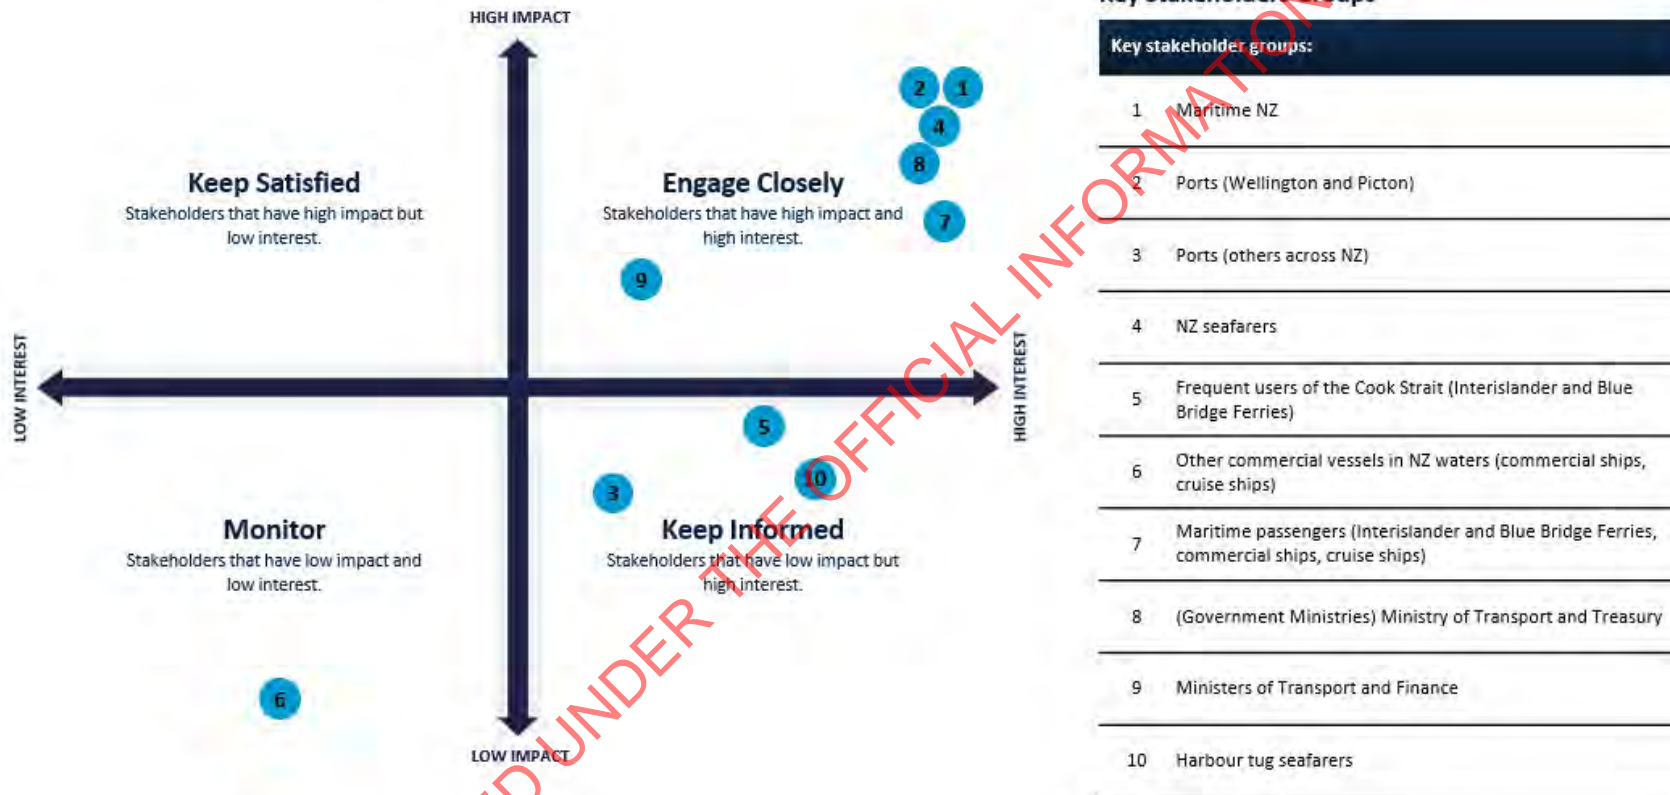 HIGH IMPACT
2
1
4
8
7
9
Keep Satisfied
Stakeholders that have high impact but
low interest.
Engage Closely
Stakeholders that have high impact and
high interest.
LOW INTEREST
HIGH INTEREST
5
10
3
Monitor
Stakeholders that have low impact and
low interest.
Keep Informed
Stakeholders that have low impact but
high interest.
6
LOW IMPACT
Key Stakeholders Groups
Key stakeholder groups:
1 Maritime NZ
2 Ports (Wellington and Picton)
3 Ports (others across NZ)
4 NZ seafarers
5 Frequent users of the Cook Strait (Interislander and Blue
Bridge Ferries)
6 Other commercial vessels in NZ waters (commercial ships,
cruise ships)
7 Maritime passengers (Interislander and Blue Bridge Ferries,
commercial ships, cruise ships)
8 (Government Ministries) Ministry of Transport and Treasury
9 Ministers of Transport and Finance
10 Harbour tug seafarers
UNDER THE OFFICIAL INFORMATION